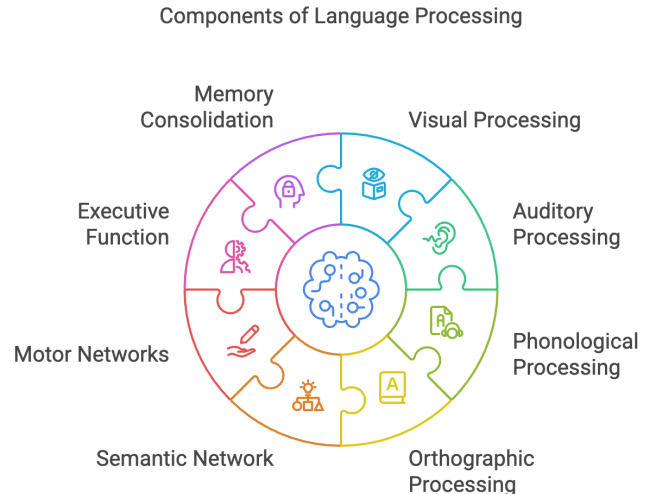 Components of Language Processing
Memory
Consolidation
Visual Processing
Executive
Function
Auditory
Processing
Motor Networks
Phonological
Processing
Semantic Network
Orthographic
Processing
A
A